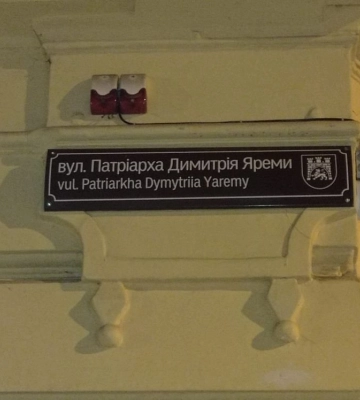 вул. Патріарха Димитрія Яреми
vul. Patriarkha Dymytriia Yaremy